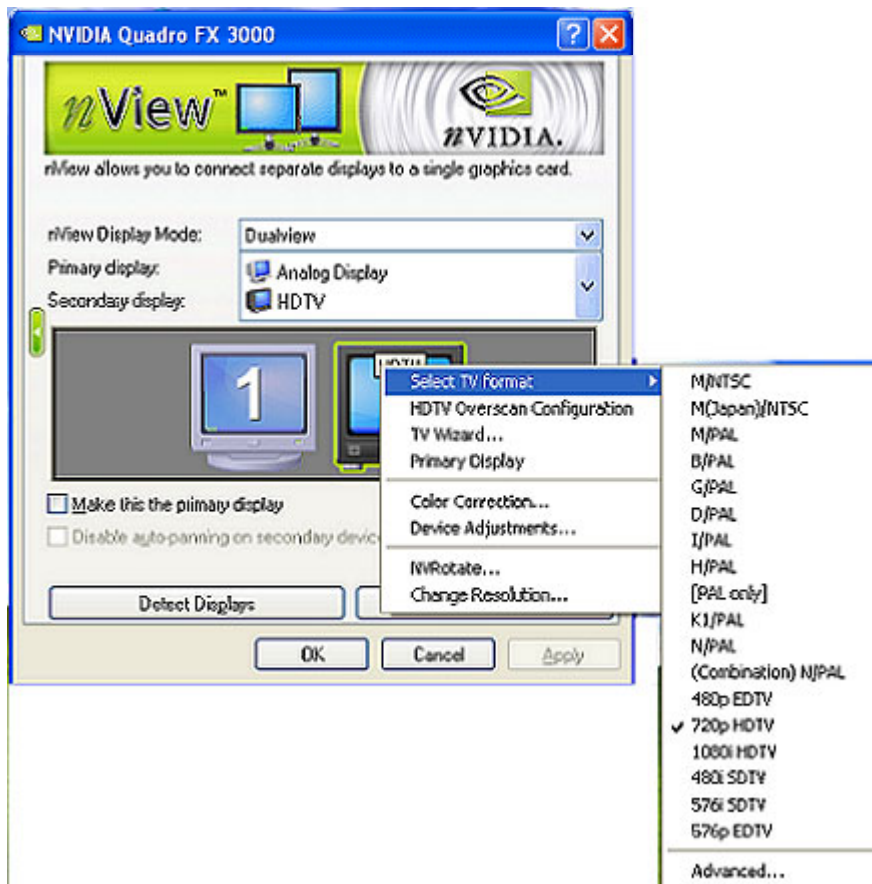 NVIDIA Quadro FX 3000
nView™
NVIDIA.
nView allows you to connect separate displays to a single graphics card.
nView Display Mode:
Dualview
Primary display:
Analog Display
Secondary display:
HDTV
1
HDTV
Select TV format
HDTV Overscan Configuration
TV Wizard...
Primary Display
Color Correction...
Device Adjustments...
NVRotate...
Change Resolution...
M/NTSC
M(Japan)/NTSC
M/PAL
B/PAL
G/PAL
D/PAL
I/PAL
H/PAL
[PAL only]
K1/PAL
N/PAL
(Combination) N/PAL
480p EDTV
720p HDTV
1080i HDTV
480i SDTV
576i SDTV
576p EDTV
Advanced...
Make this the primary display
Disable auto-panning on secondary devic
Detect Displays
OK
Cancel
Apply